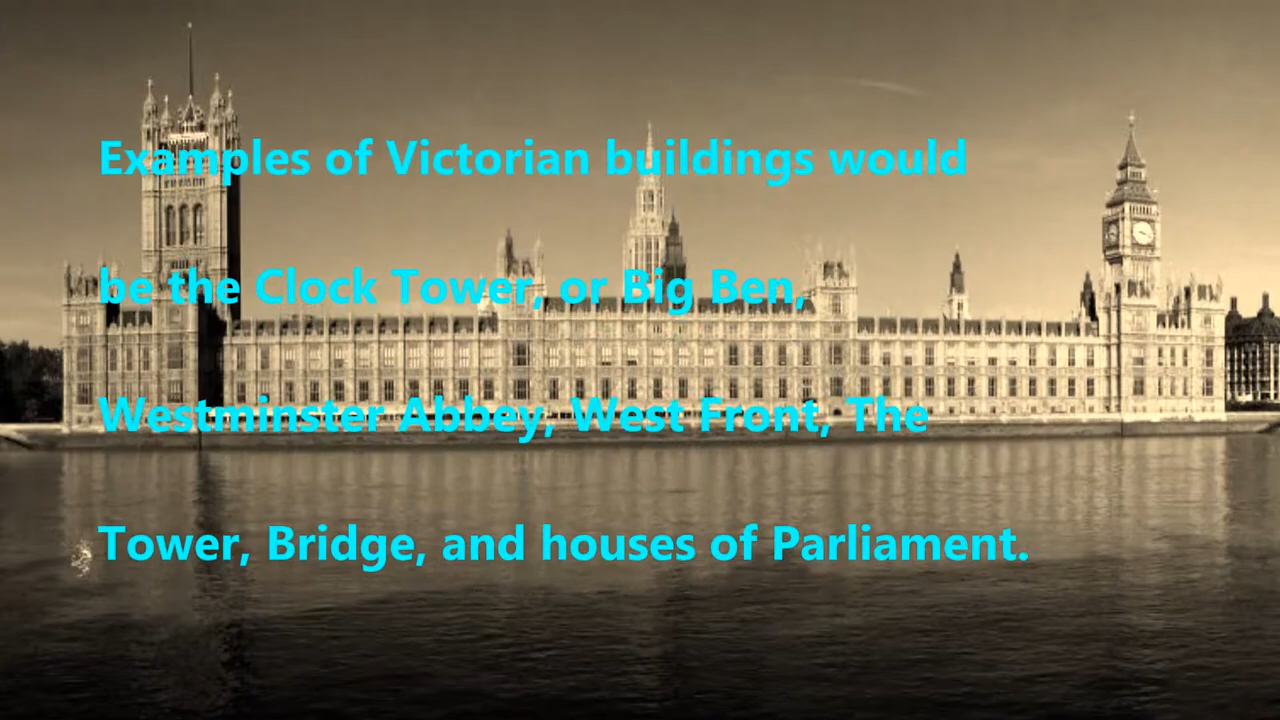 Examples of Victorian buildings would
be the Clock Tower, or Big Ben,
Westminster Abbey, West Front, The
Tower, Bridge, and houses of Parliament.